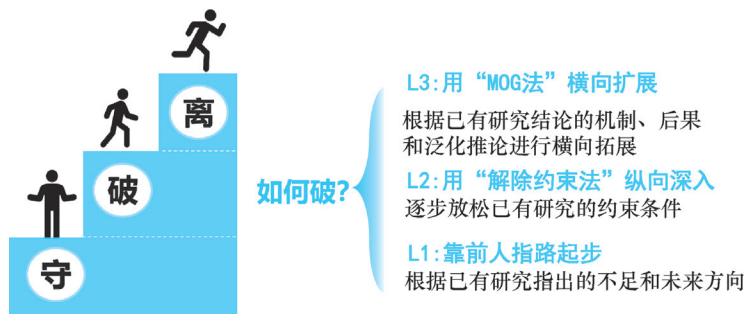 离
破
守
如何破?
L3:用“MOG法”横向扩展
根据已有研究结论的机制、后果
和泛化推论进行横向拓展
L2:用“解除约束法”纵向深入
逐步放松已有研究的约束条件
L1:靠前人指路起步
根据已有研究指出的不足和未来方向